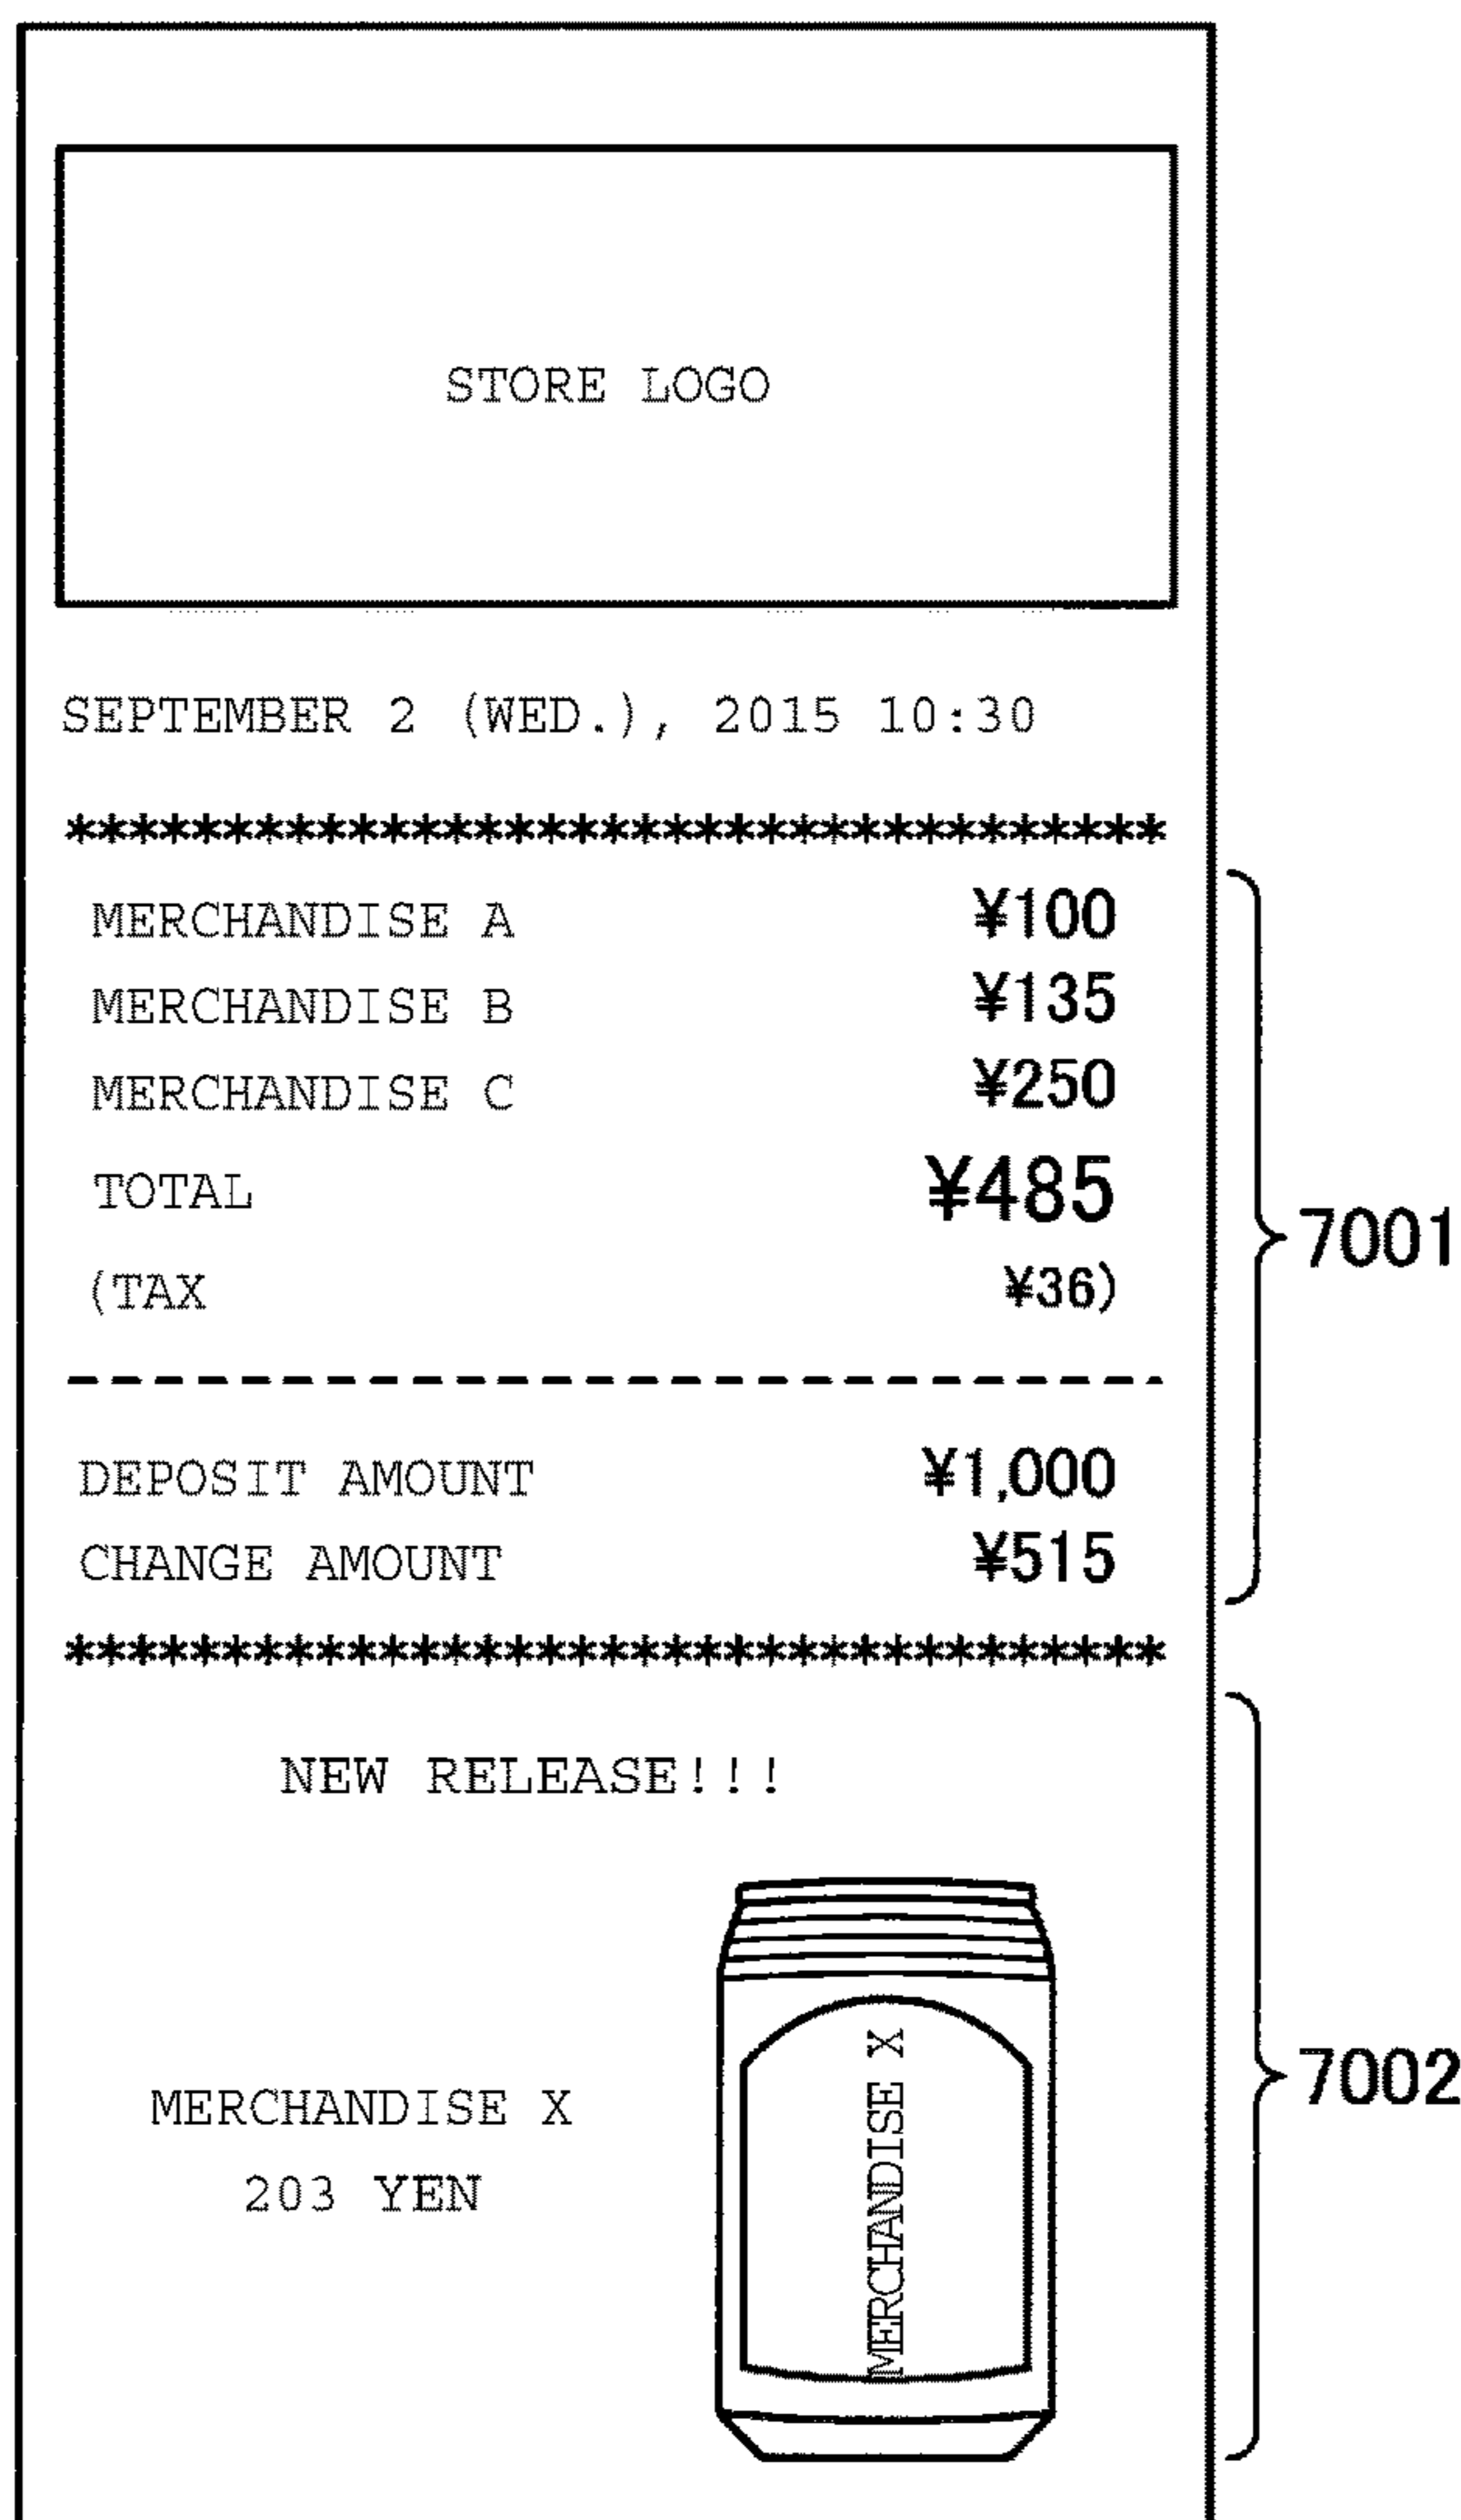 STORE LOGO
SEPTEMBER 2 (WED.), 2015 10:30
***********************************
MERCHANDISE A ¥100
MERCHANDISE B ¥135
MERCHANDISE C ¥250
TOTAL ¥485
(TAX ¥36)
7001
DEPOSIT AMOUNT ¥1,000
CHANGE AMOUNT ¥515
***********************************
NEW RELEASE!!!
MERCHANDISE X
203 YEN
MERCHANDISE X
7002